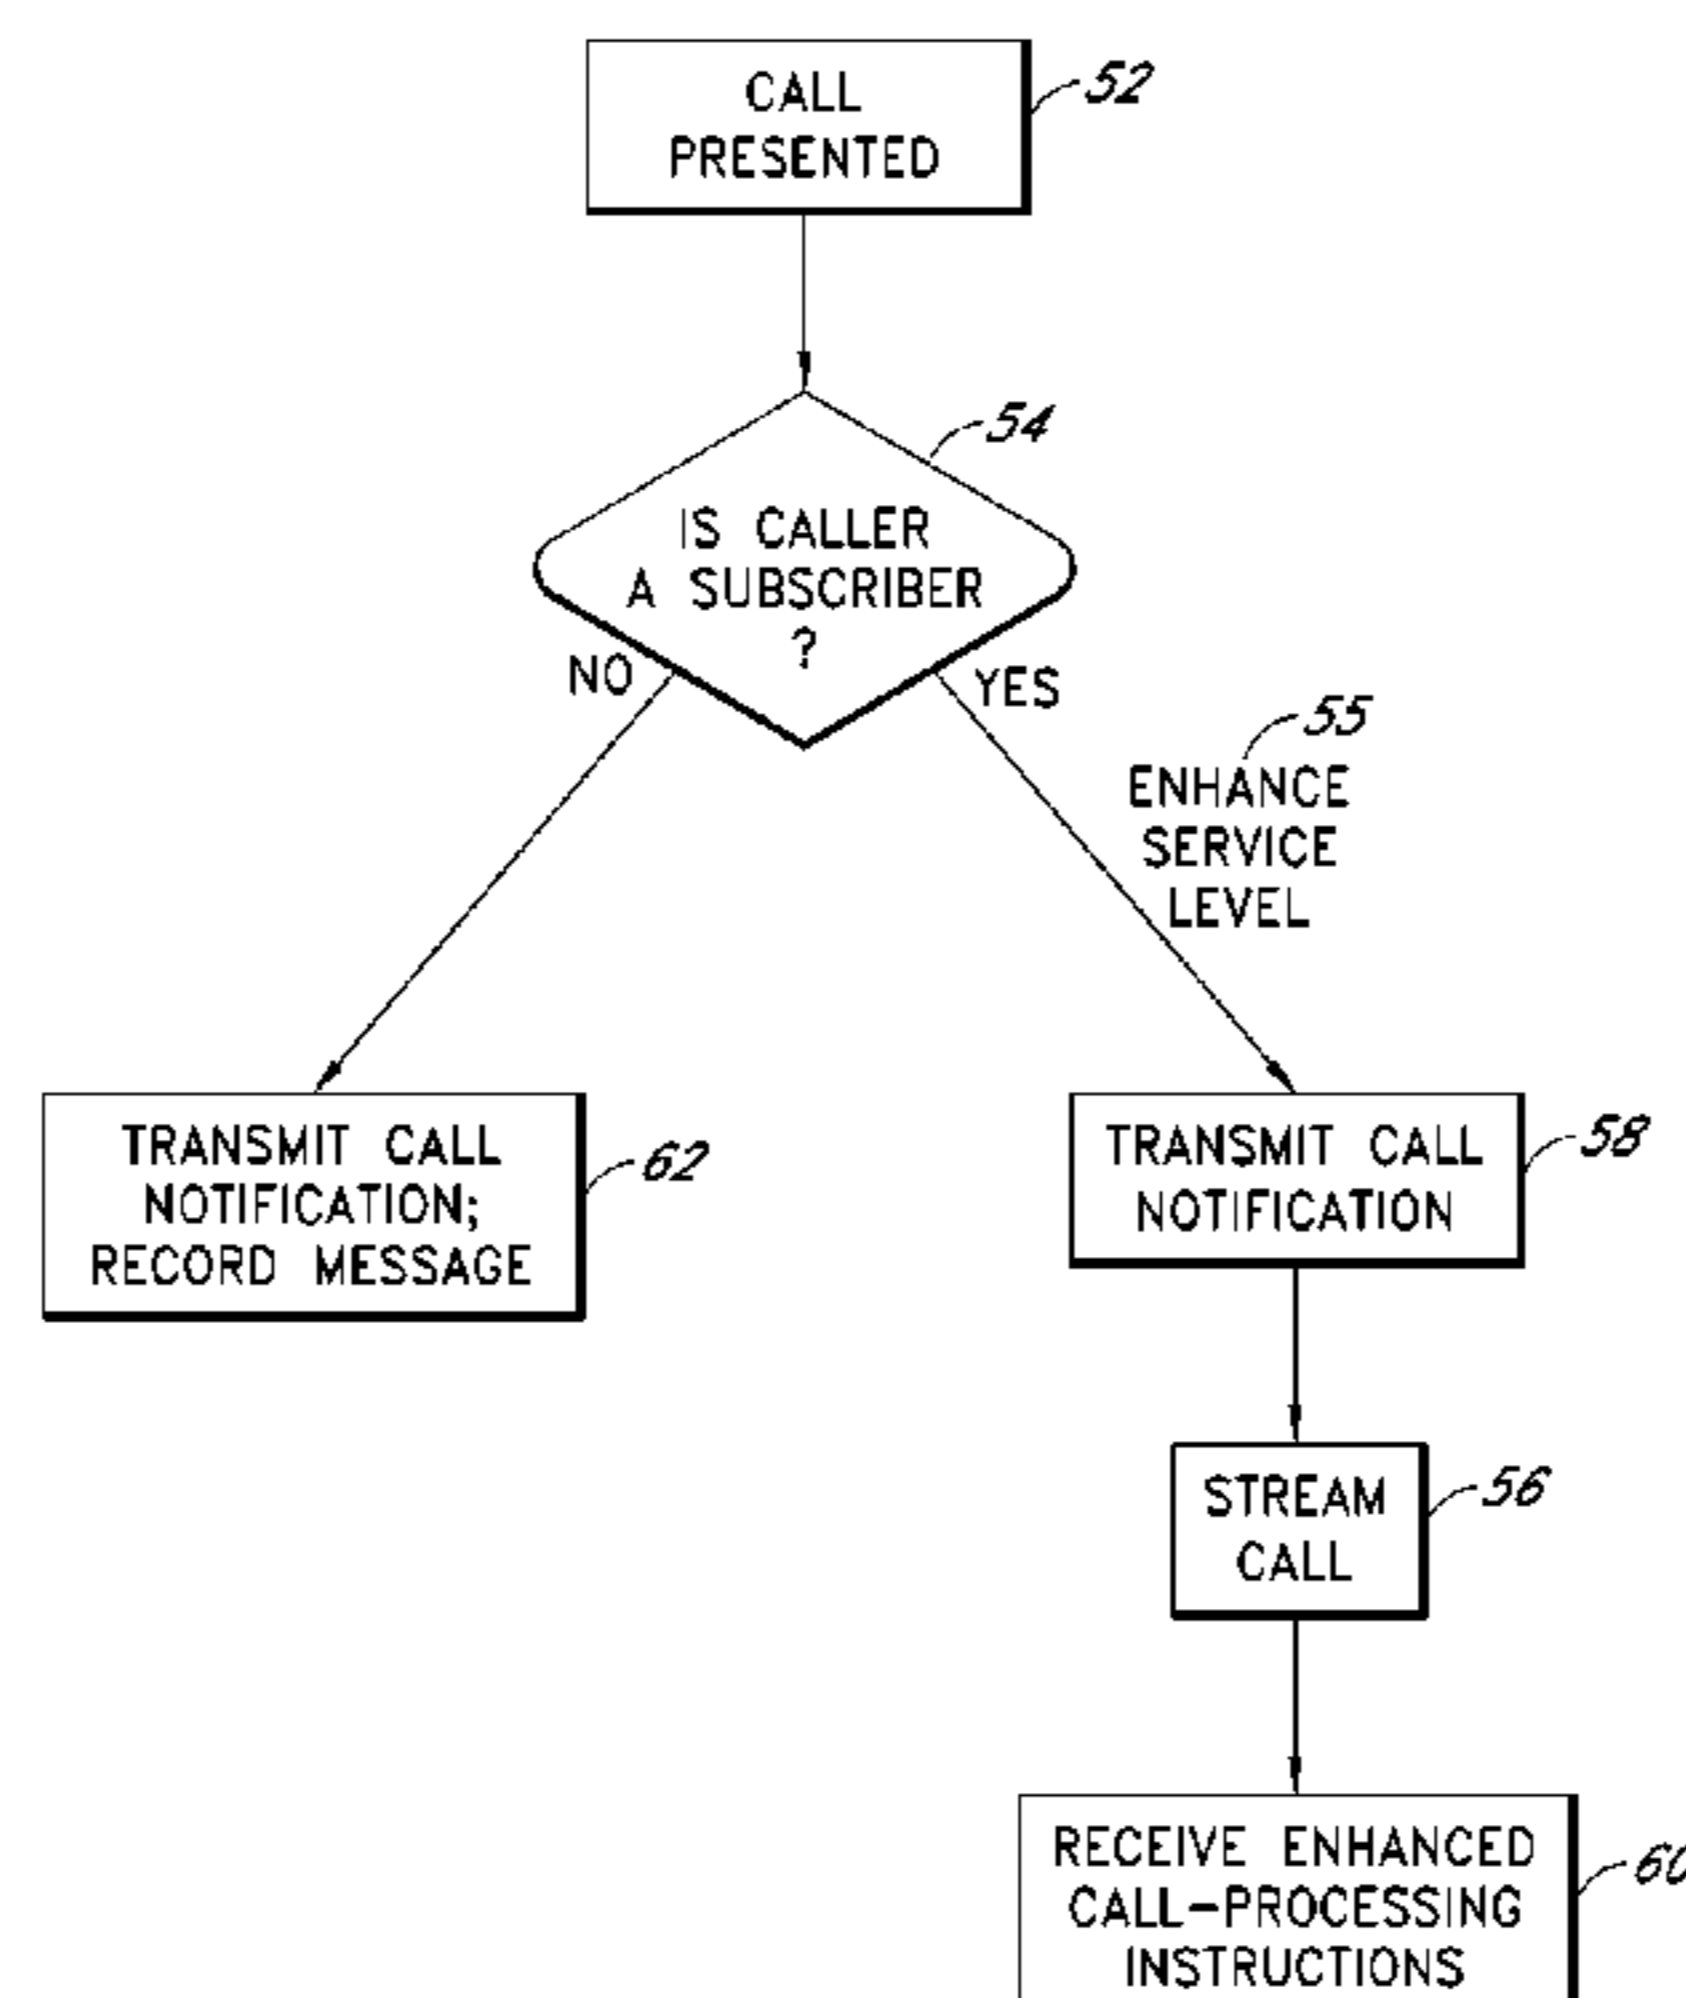 CALL
PRESENTED
52
54
IS CALLER
A SUBSCRIBER
?
NO
YES
55
ENHANCE
SERVICE
LEVEL
TRANSMIT CALL
NOTIFICATION;
RECORD MESSAGE
62
TRANSMIT CALL
NOTIFICATION
58
STREAM
CALL
56
RECEIVE ENHANCED
CALL-PROCESSING
INSTRUCTIONS
60